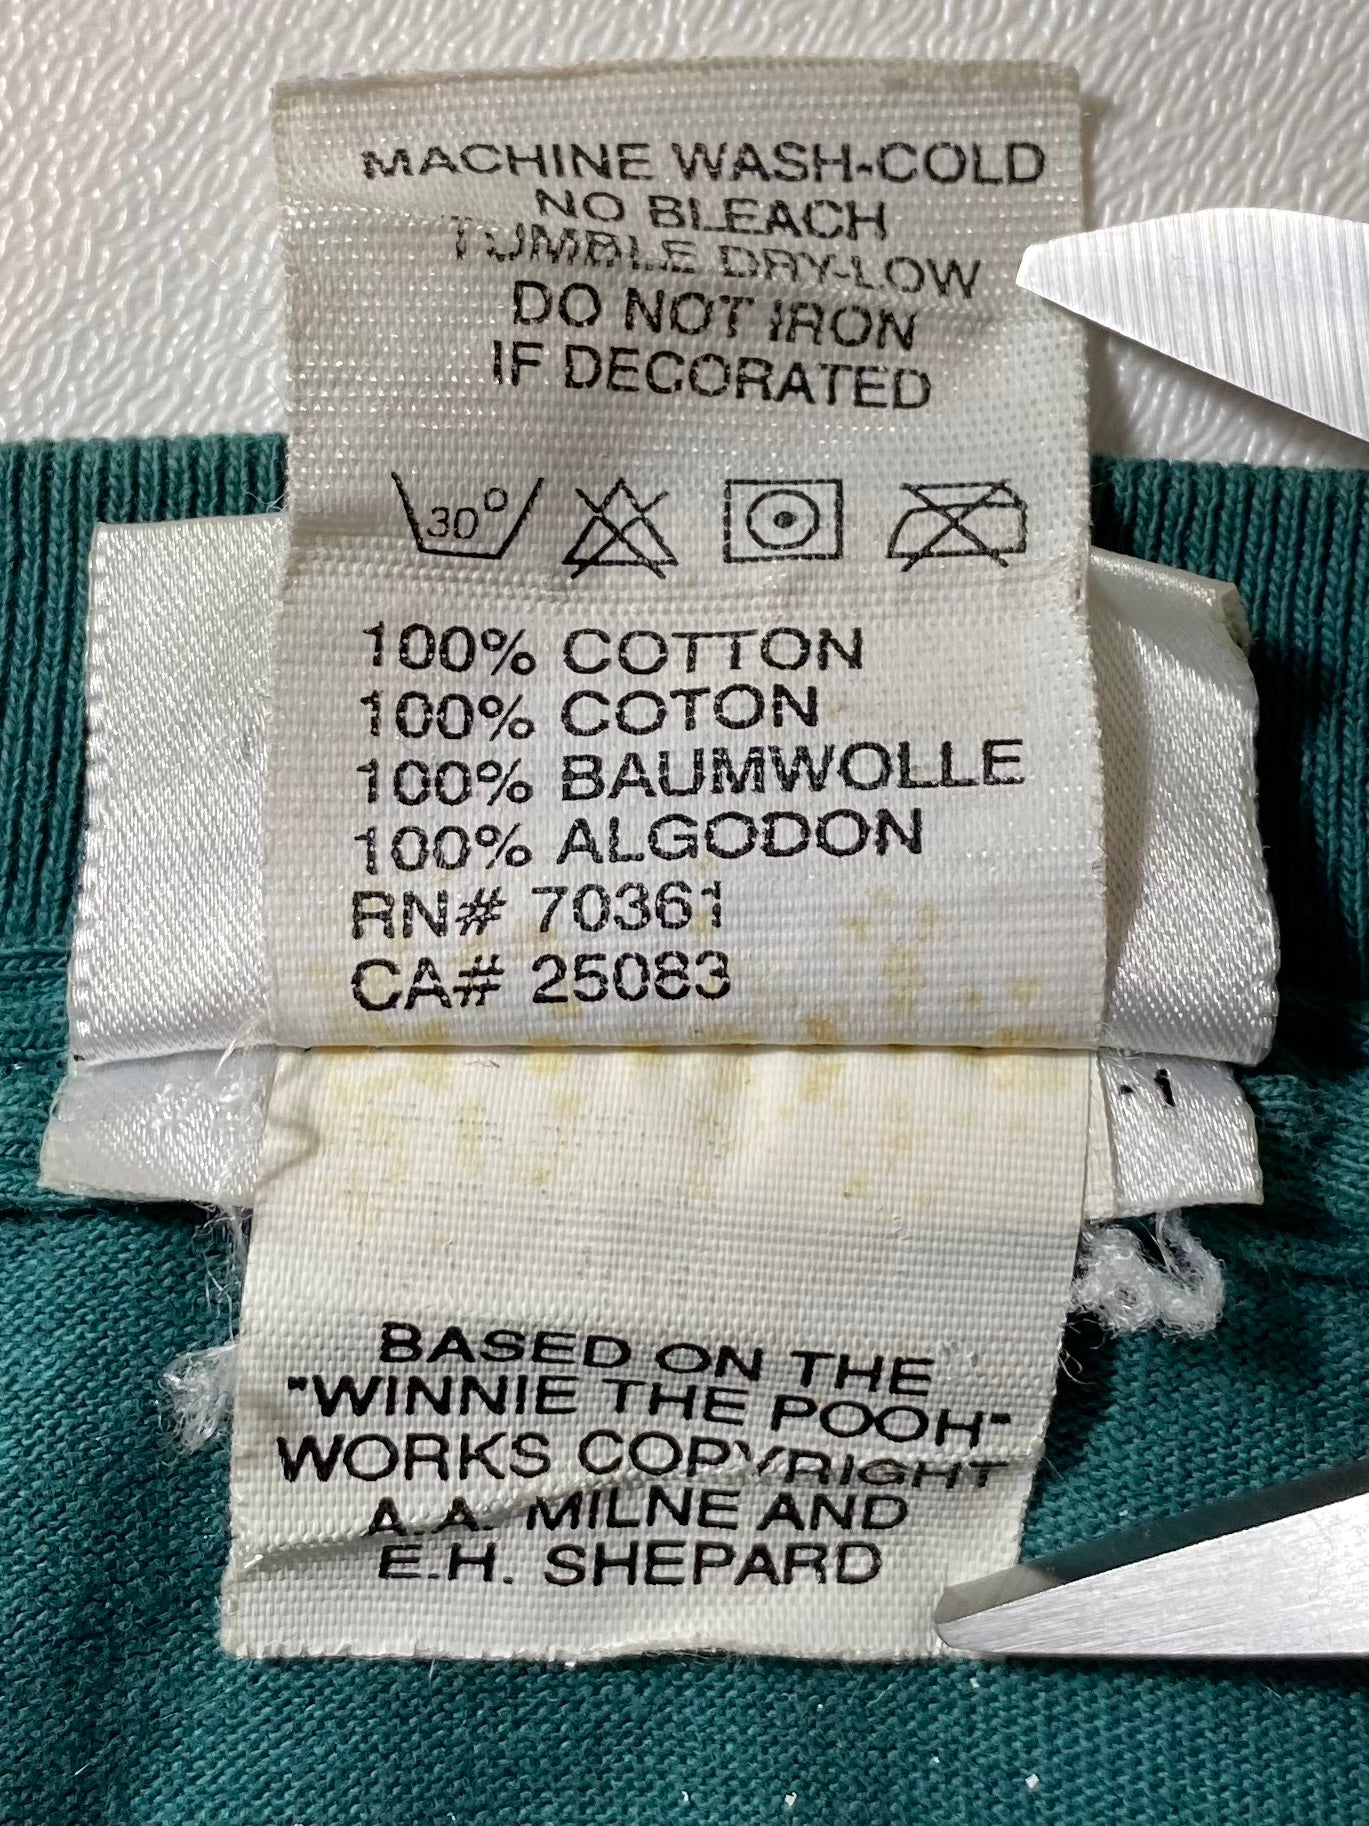 MACHINE WASH-COLD
NO BLEACH
TUMBLE DRY-LOW
DO NOT IRON
IF DECORATED
30°
100% COTTON
100% COTON
100% BAUMWOLLE
100% ALGODON
RN# 70361
CA# 25083
-1
BASED ON THE
"WINNIE THE POOH"
WORKS COPYRIGHT
A.A. MILNE AND
E.H. SHEPARD